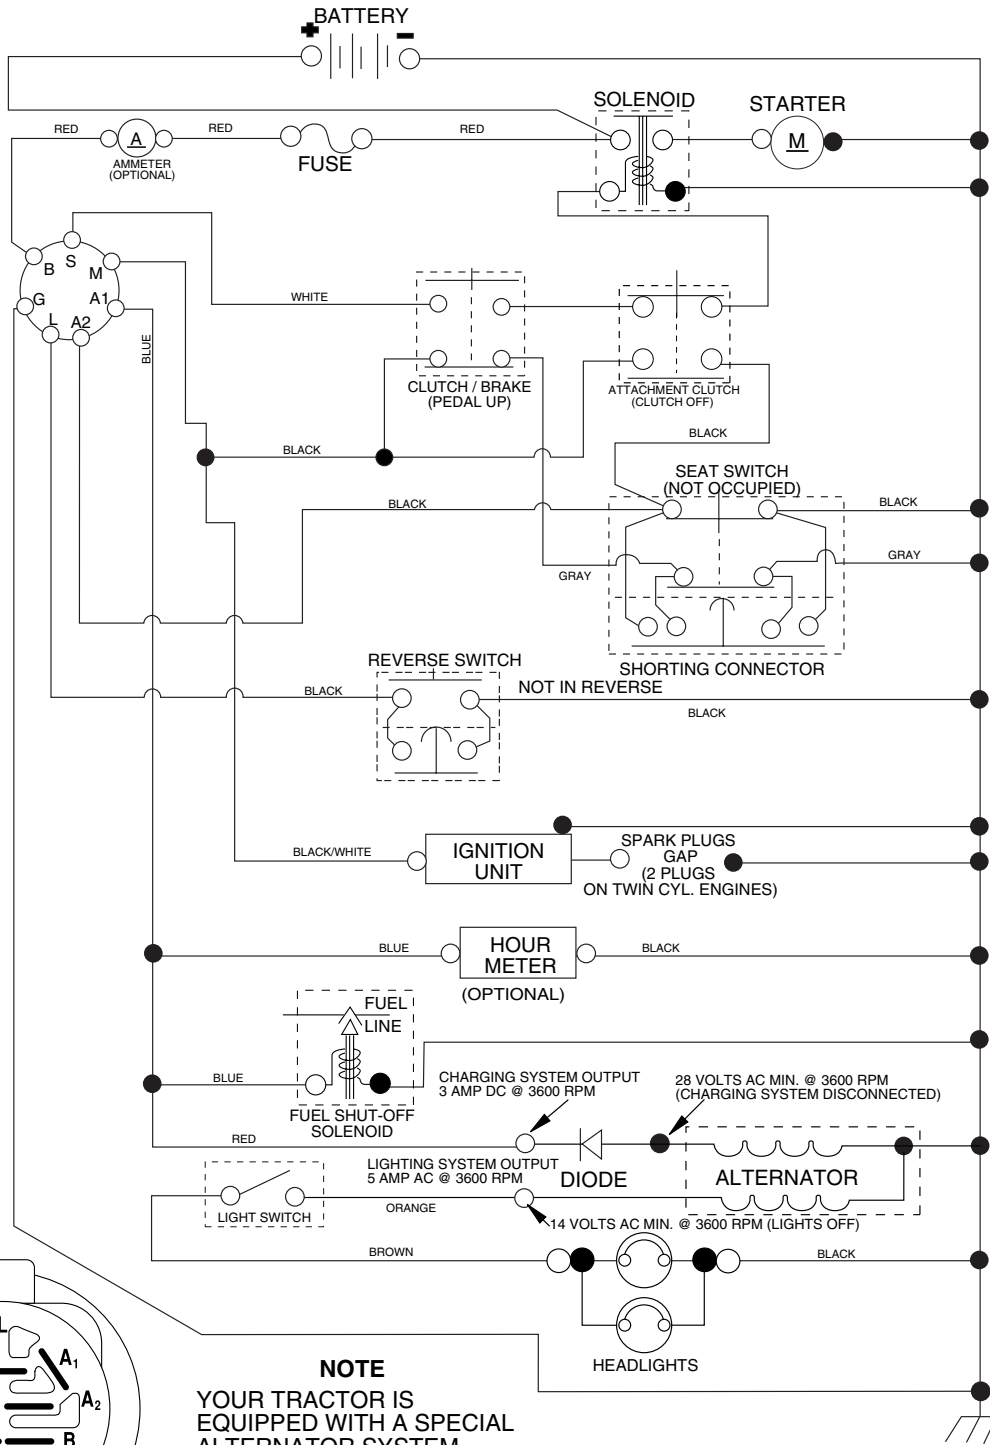 BATTERY
+ -
SOLENOID
STARTER
RED
A
RED
RED
M
AMMETER
(OPTIONAL)
FUSE
B
S
M
G
A1
L
A2
BLUE
WHITE
CLUTCH / BRAKE
(PEDAL UP)
ATTACHMENT CLUTCH
(CLUTCH OFF)
BLACK
BLACK
SEAT SWITCH
(NOT OCCUPIED)
BLACK
BLACK
GRAY
GRAY
SHORTING CONNECTOR
REVERSE SWITCH
BLACK
NOT IN REVERSE
BLACK
BLACK/WHITE
IGNITION
UNIT
SPARK PLUGS
GAP
(2 PLUGS
ON TWIN CYL. ENGINES)
BLUE
HOUR
METER
BLACK
(OPTIONAL)
FUEL
LINE
BLUE
FUEL SHUT-OFF
SOLENOID
CHARGING SYSTEM OUTPUT
3 AMP DC @ 3600 RPM
28 VOLTS AC MIN. @ 3600 RPM
(CHARGING SYSTEM DISCONNECTED)
RED
DIODE
ALTERNATOR
LIGHTING SYSTEM OUTPUT
5 AMP AC @ 3600 RPM
LIGHT SWITCH
ORANGE
14 VOLTS AC MIN. @ 3600 RPM (LIGHTS OFF)
BROWN
BLACK
HEADLIGHTS
L
A1
A2
B
NOTE
YOUR TRACTOR IS
EQUIPPED WITH A SPECIAL
ALTERNATOR SYSTEM